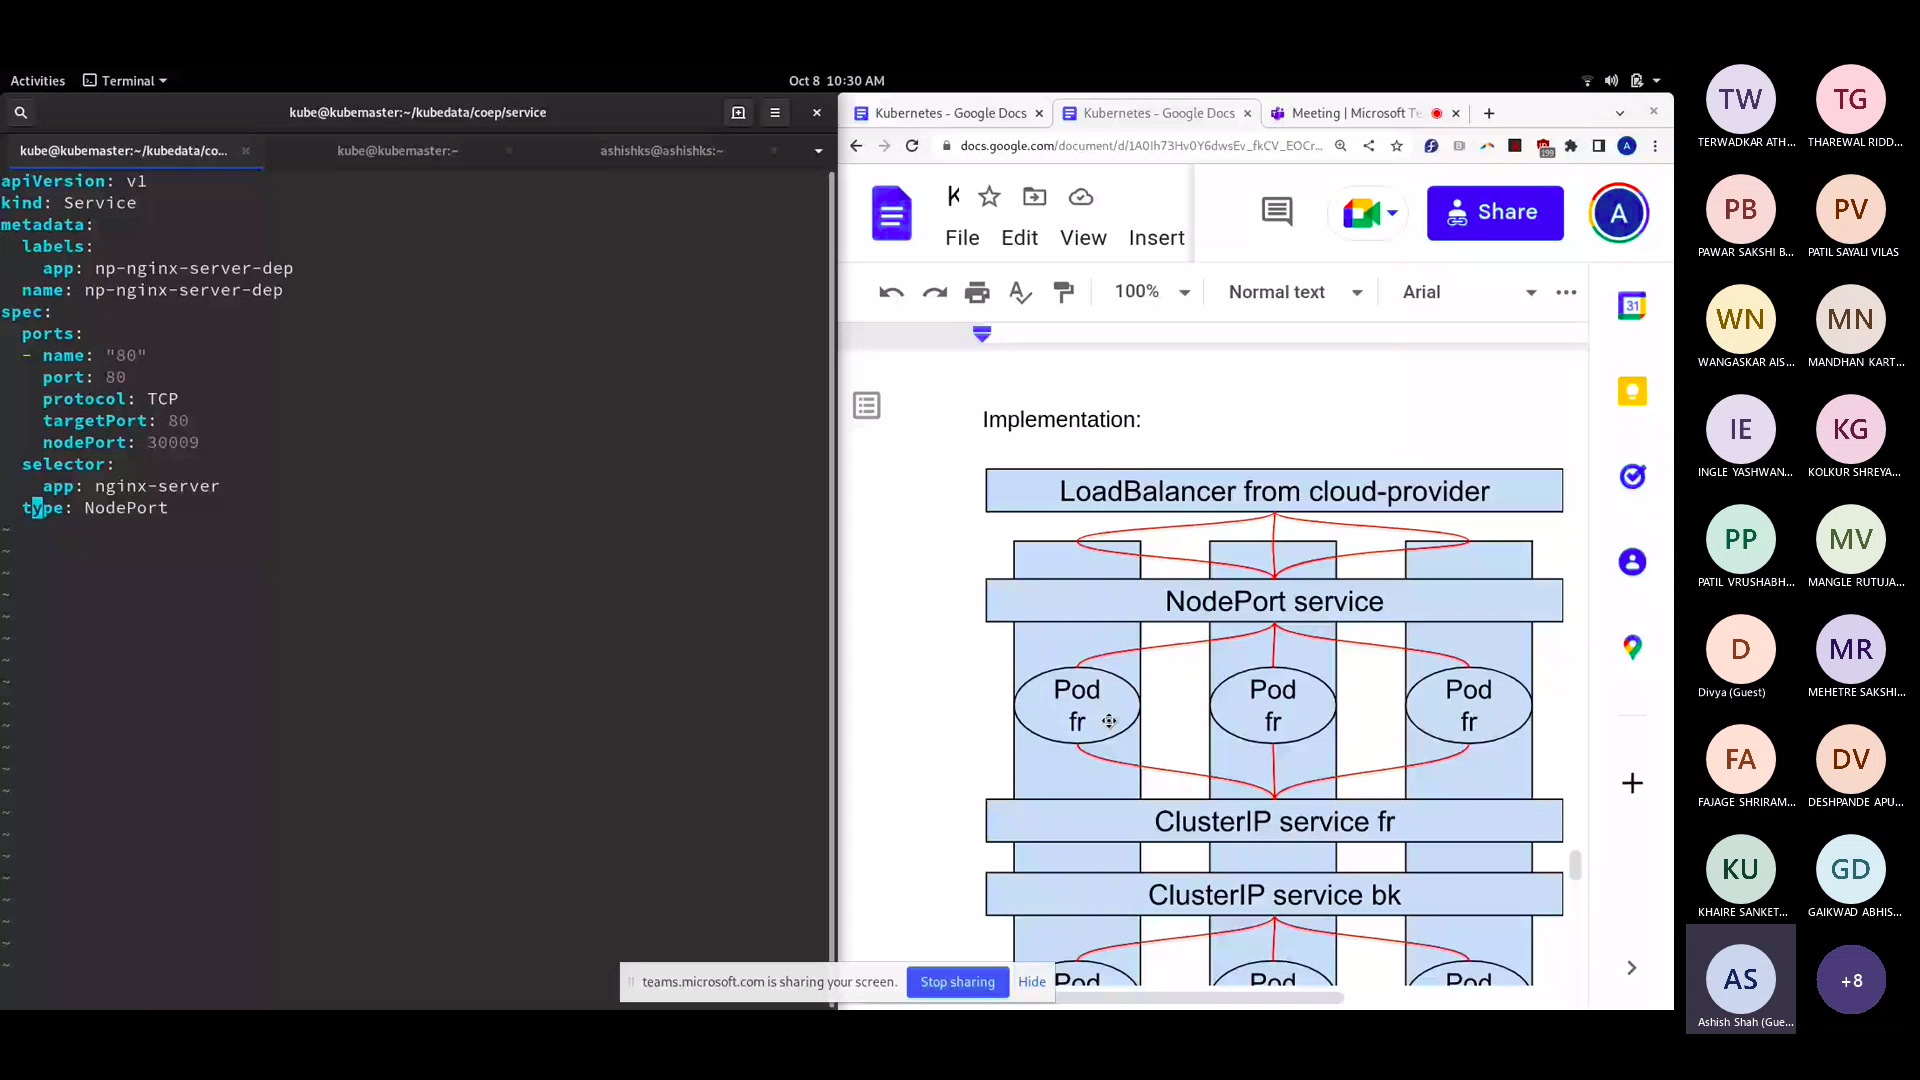 Activities
Terminal
Oct 8 10:30 AM
kube@kubemaster:~/kubedata/coep/service
kube@kubemaster:~/kubedata/co...
kube@kubemaster:~
ashishks@ashishks:~
apiVersion: v1
kind: Service
metadata:
  labels:
    app: np-nginx-server-dep
  name: np-nginx-server-dep
spec:
  ports:
  - name: "80"
    port: 80
    protocol: TCP
    targetPort: 80
    nodePort: 30009
  selector:
    app: nginx-server
  type: NodePort
Kubernetes - Google Docs
Kubernetes - Google Docs
Meeting | Microsoft Te
docs.google.com/document/d/1A0Ih73Hv0Y6dwsEv_fkCV_EOCr...
199
A
K
File Edit View Insert
Share
A
100%
Normal text
Arial
31
Implementation:
LoadBalancer from cloud-provider
NodePort service
Pod fr
Pod fr
Pod fr
ClusterIP service fr
ClusterIP service bk
Pod
Pod
Pod
teams.microsoft.com is sharing your screen.
Stop sharing
Hide
TW
TERWADKAR ATH...
TG
THAREWAL RIDD...
PB
PAWAR SAKSHI B...
PV
PATIL SAYALI VILAS
WN
WANGASKAR AIS...
MN
MANDHAN KART...
IE
INGLE YASHWAN...
KG
KOLKUR SHREYA...
PP
PATIL VRUSHABH...
MV
MANGLE RUTUJA...
D
Divya (Guest)
MR
MEHETRE SAKSHI...
FA
FAJAGE SHRIRAM...
DV
DESHPANDE APU...
KU
KHAIRE SANKET...
GD
GAIKWAD ABHIS...
AS
Ashish Shah (Gue...
+8